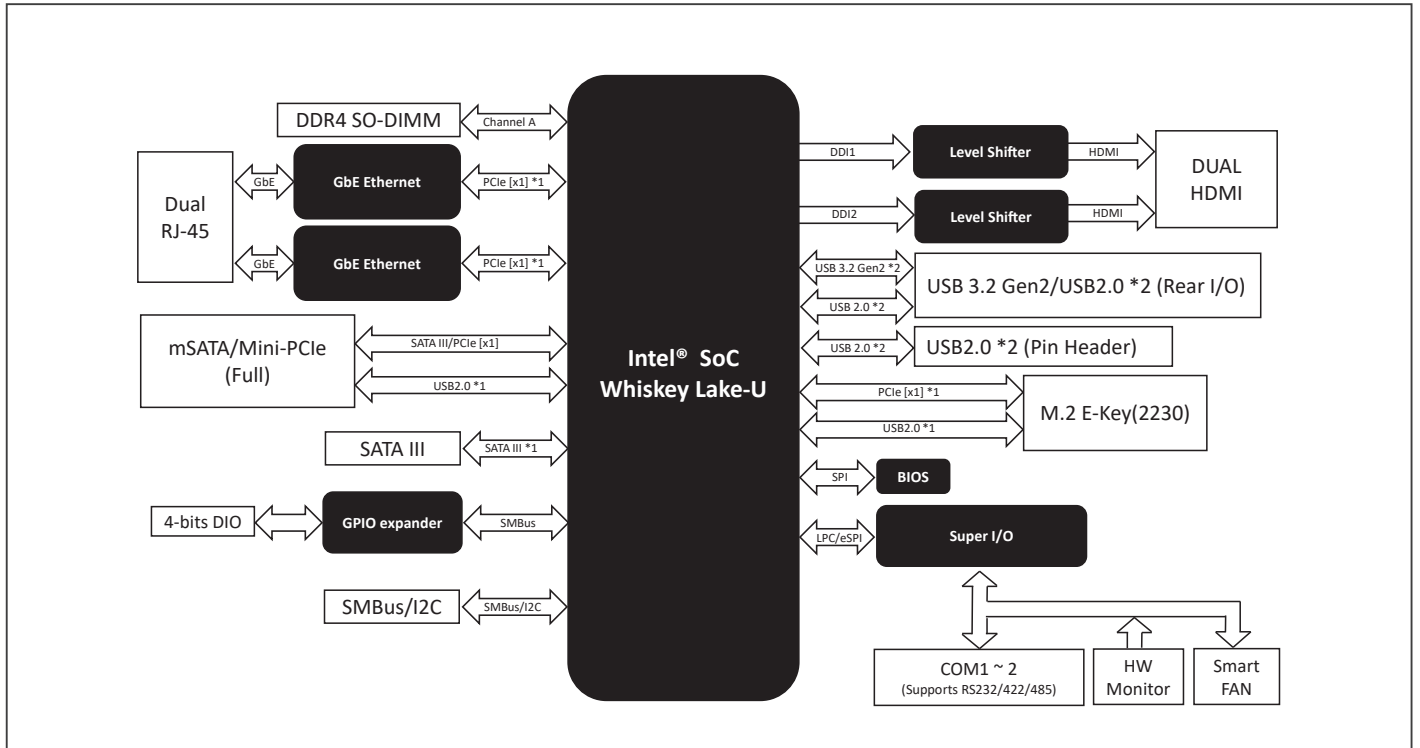 DDR4 SO-DIMM
Channel A
Dual
RJ-45
GbE
GbE Ethernet
PCIe [x1] *1
GbE
GbE Ethernet
PCIe [x1] *1
mSATA/Mini-PCIe
(Full)
SATA III/PCIe [x1]
USB2.0 *1
SATA III
SATA III *1
4-bits DIO
GPIO expander
SMBus
SMBus/I2C
SMBus/I2C
Intel® SoC
Whiskey Lake-U
DDI1
Level Shifter
HDMI
DUAL
HDMI
DDI2
Level Shifter
HDMI
USB 3.2 Gen2 *2
USB 2.0 *2
USB 3.2 Gen2/USB2.0 *2 (Rear I/O)
USB 2.0 *2
USB2.0 *2 (Pin Header)
PCIe [x1] *1
USB2.0 *1
M.2 E-Key(2230)
SPI
BIOS
LPC/eSPI
Super I/O
COM1 ~ 2
(Supports RS232/422/485)
HW
Monitor
Smart
FAN